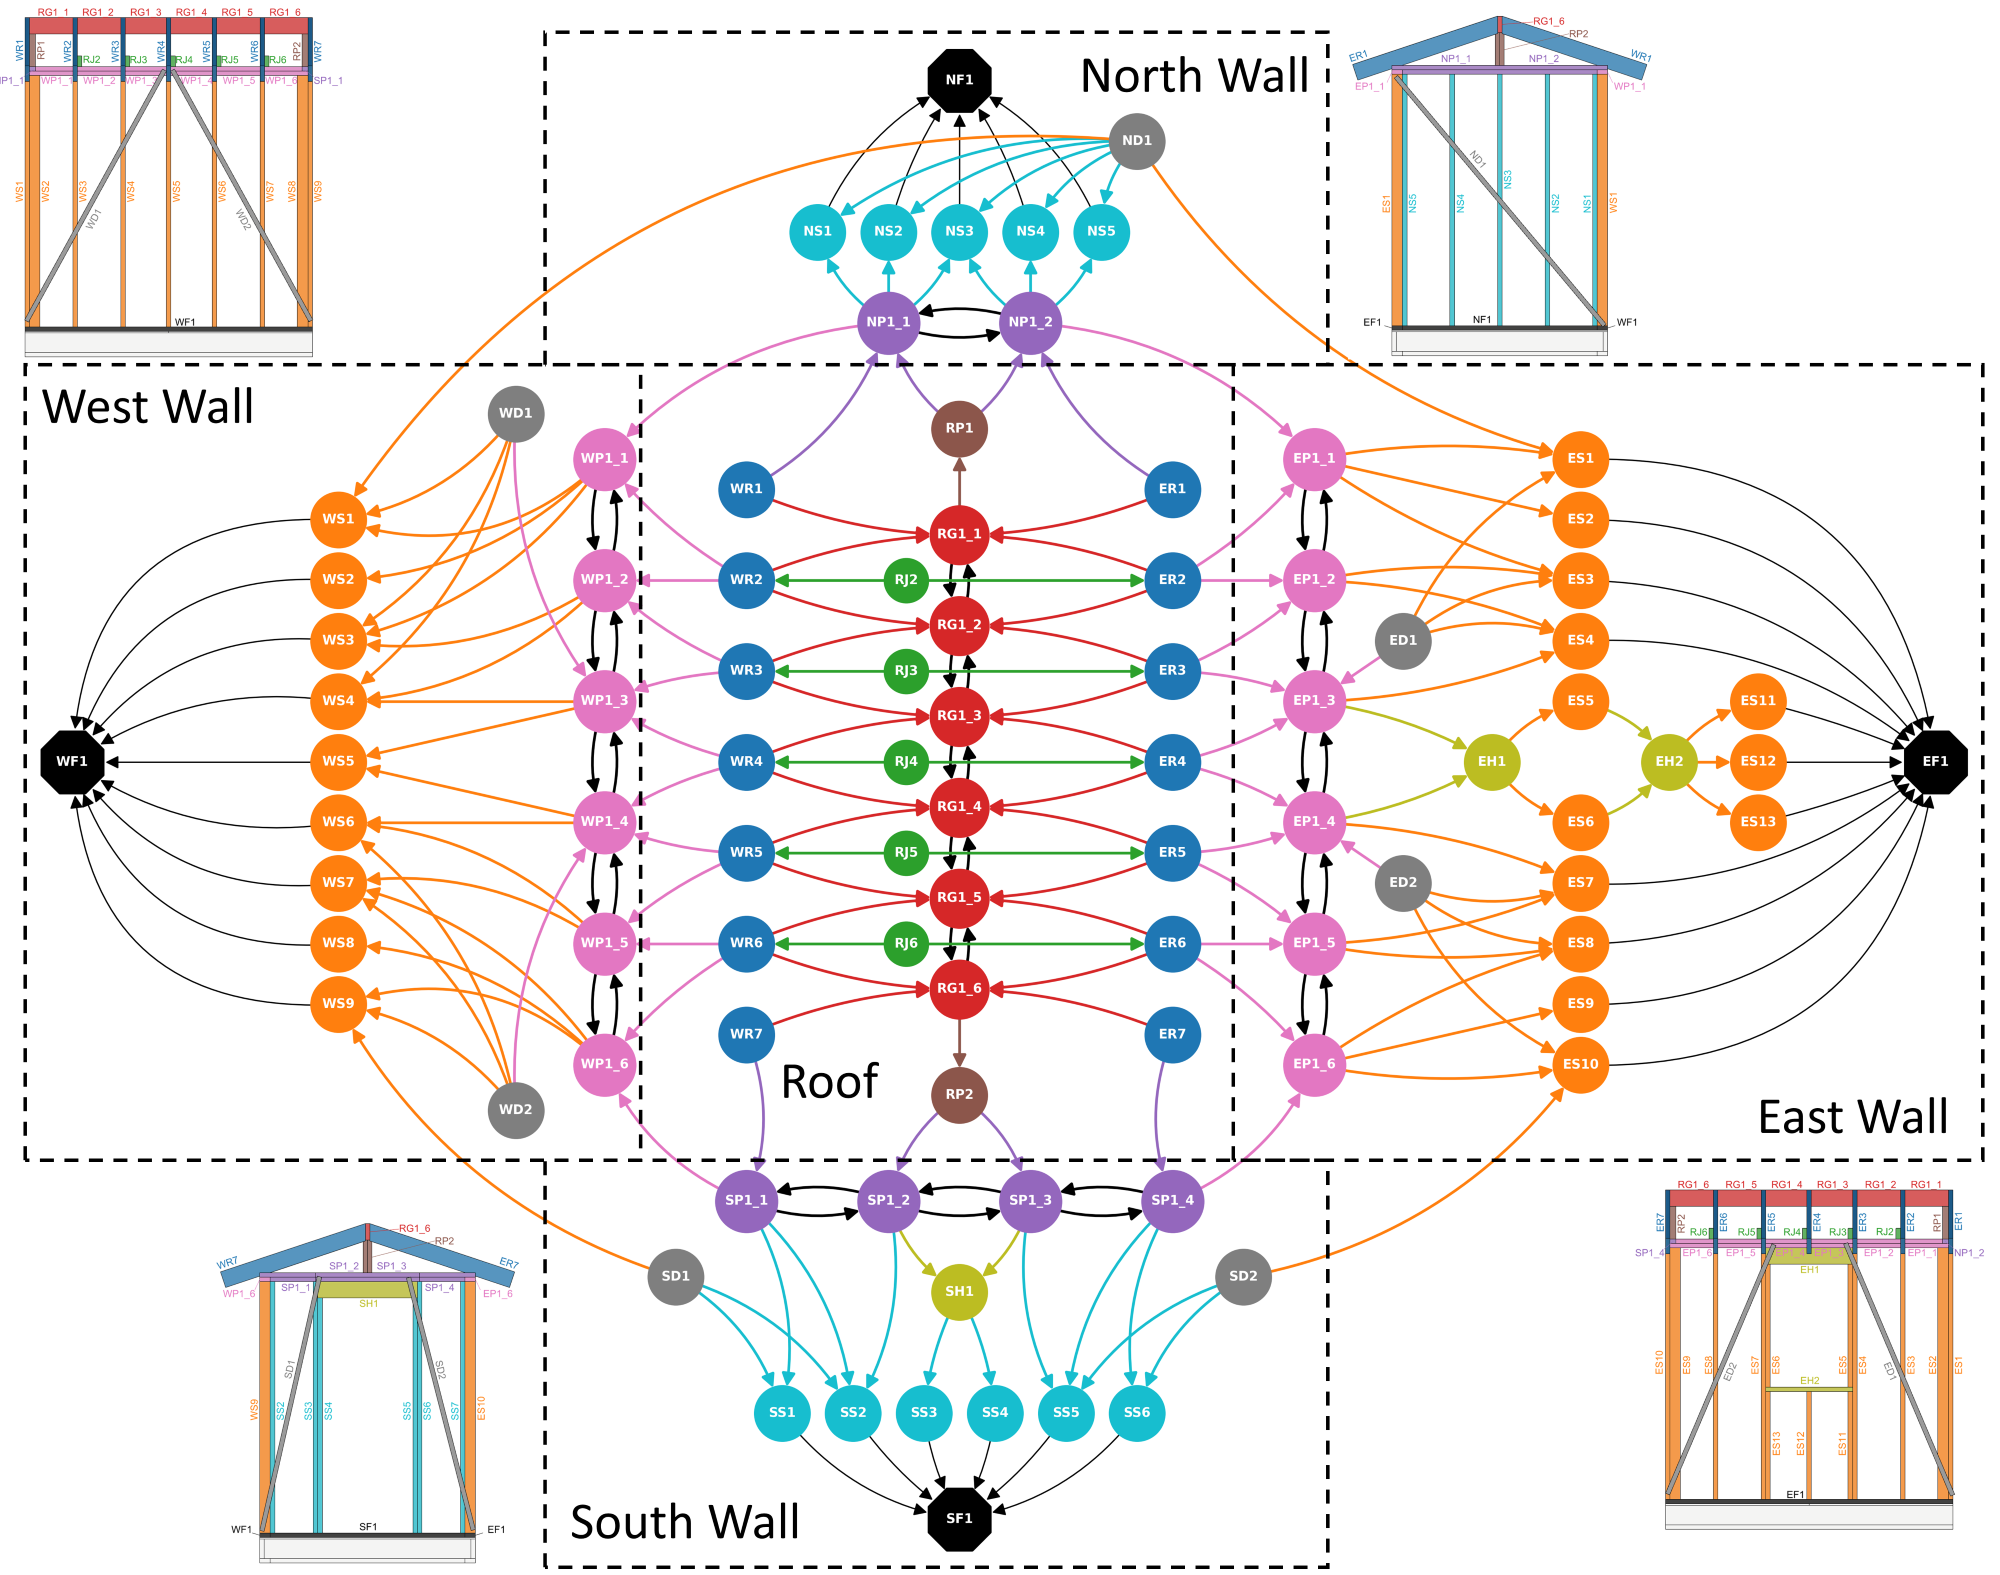 RG1_1 RG1_2 RG1_3 RG1_4 RG1_5 RG1_6
WR1 RP1 WR2 WR3 WR4 WR5 WR6 RP2 WR7
RJ2 RJ3 RJ4 RJ5 RJ6
WP1_1 WP1_2 WP1_4 WP1_5 WP1_6 SP1_1
WS1 WS2 WS3 WS4 WS5 WS6 WS7 WS8 WS9
WD1 WD2
WF1
North Wall
NF1
ND1
NS1 NS2 NS3 NS4 NS5
NP1_1 NP1_2
RG1_6
RP2
ER1 WR1
NP1_1 NP1_2
EP1_1 WP1_1
ND1
ES1 NS5 NS4 NS3 NS2 NS1 WS1
EF1 NF1 WF1
West Wall
WD1
WP1_1
WP1_2
WP1_3
WP1_4
WP1_5
WP1_6
WS1
WS2
WS3
WS4
WS5
WS6
WS7
WS8
WS9
WF1
WD2
RP1
WR1 ER1
RG1_1
WR2 RJ2 ER2
RG1_2
WR3 RJ3 ER3
RG1_3
WR4 RJ4 ER4
RG1_4
WR5 RJ5 ER5
RG1_5
WR6 RJ6 ER6
RG1_6
WR7 ER7
Roof
RP2
EP1_1
EP1_2
EP1_3
EP1_4
EP1_5
EP1_6
ED1
ED2
ES1
ES2
ES3
ES4
ES5
EH1 EH2
ES6
ES7
ES8
ES9
ES10
ES11
ES12
ES13
EF1
East Wall
SP1_1 SP1_2 SP1_3 SP1_4
SD1 SH1 SD2
SS1 SS2 SS3 SS4 SS5 SS6
SF1
South Wall
RG1_6
RP2
WR7 ER7
SP1_2 SP1_3
WP1_6 SP1_1 SP1_4 EP1_6
SH1
SD1 SD2
WS9 SS2 SS3 SS4 SS5 SS6 SS7 ES10
WF1 SF1 EF1
RG1_6 RG1_5 RG1_4 RG1_3 RG1_2 RG1_1
ER7 RP2 ER6 ER5 ER4 ER3 ER2 RP1 ER1
RJ6 RJ5 RJ4 RJ3 RJ2
SP1_4 EP1_6 EP1_5 EP1_4 EP1_3 EP1_2 EP1_1 NP1_2
EH1
ES10 ES9 ES8 ED2 ES7 ES6 ES5 ES4 ED1 ES3 ES2 ES1
EH2
ES13 ES12 ES11
EF1